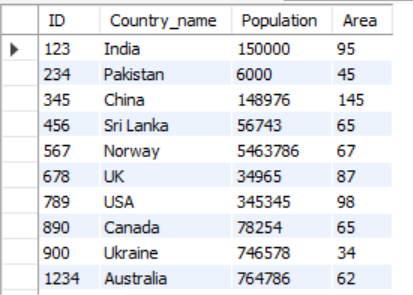 ID Country_name Population Area
123 India 150000 95
234 Pakistan 6000 45
345 China 148976 145
456 Sri Lanka 56743 65
567 Norway 5463786 67
678 UK 34965 87
789 USA 345345 98
890 Canada 78254 65
900 Ukraine 746578 34
1234 Australia 764786 62